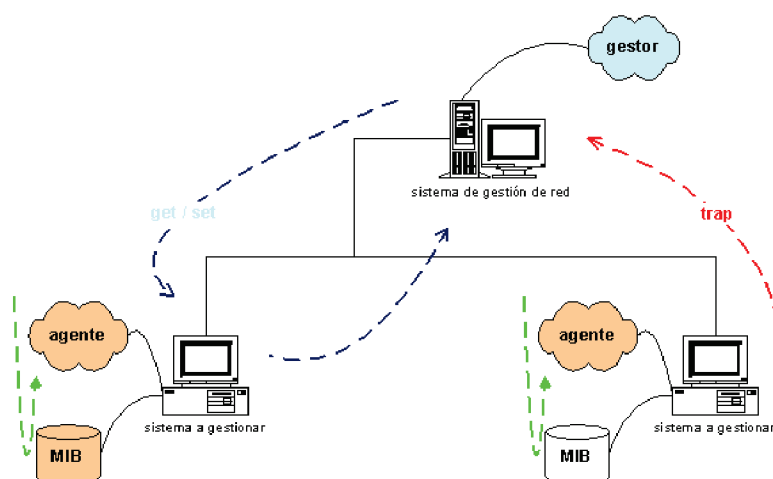 gestor
sistema de gestión de red
get / set
trap
agente
agente
sistema a gestionar
sistema a gestionar
MIB
MIB